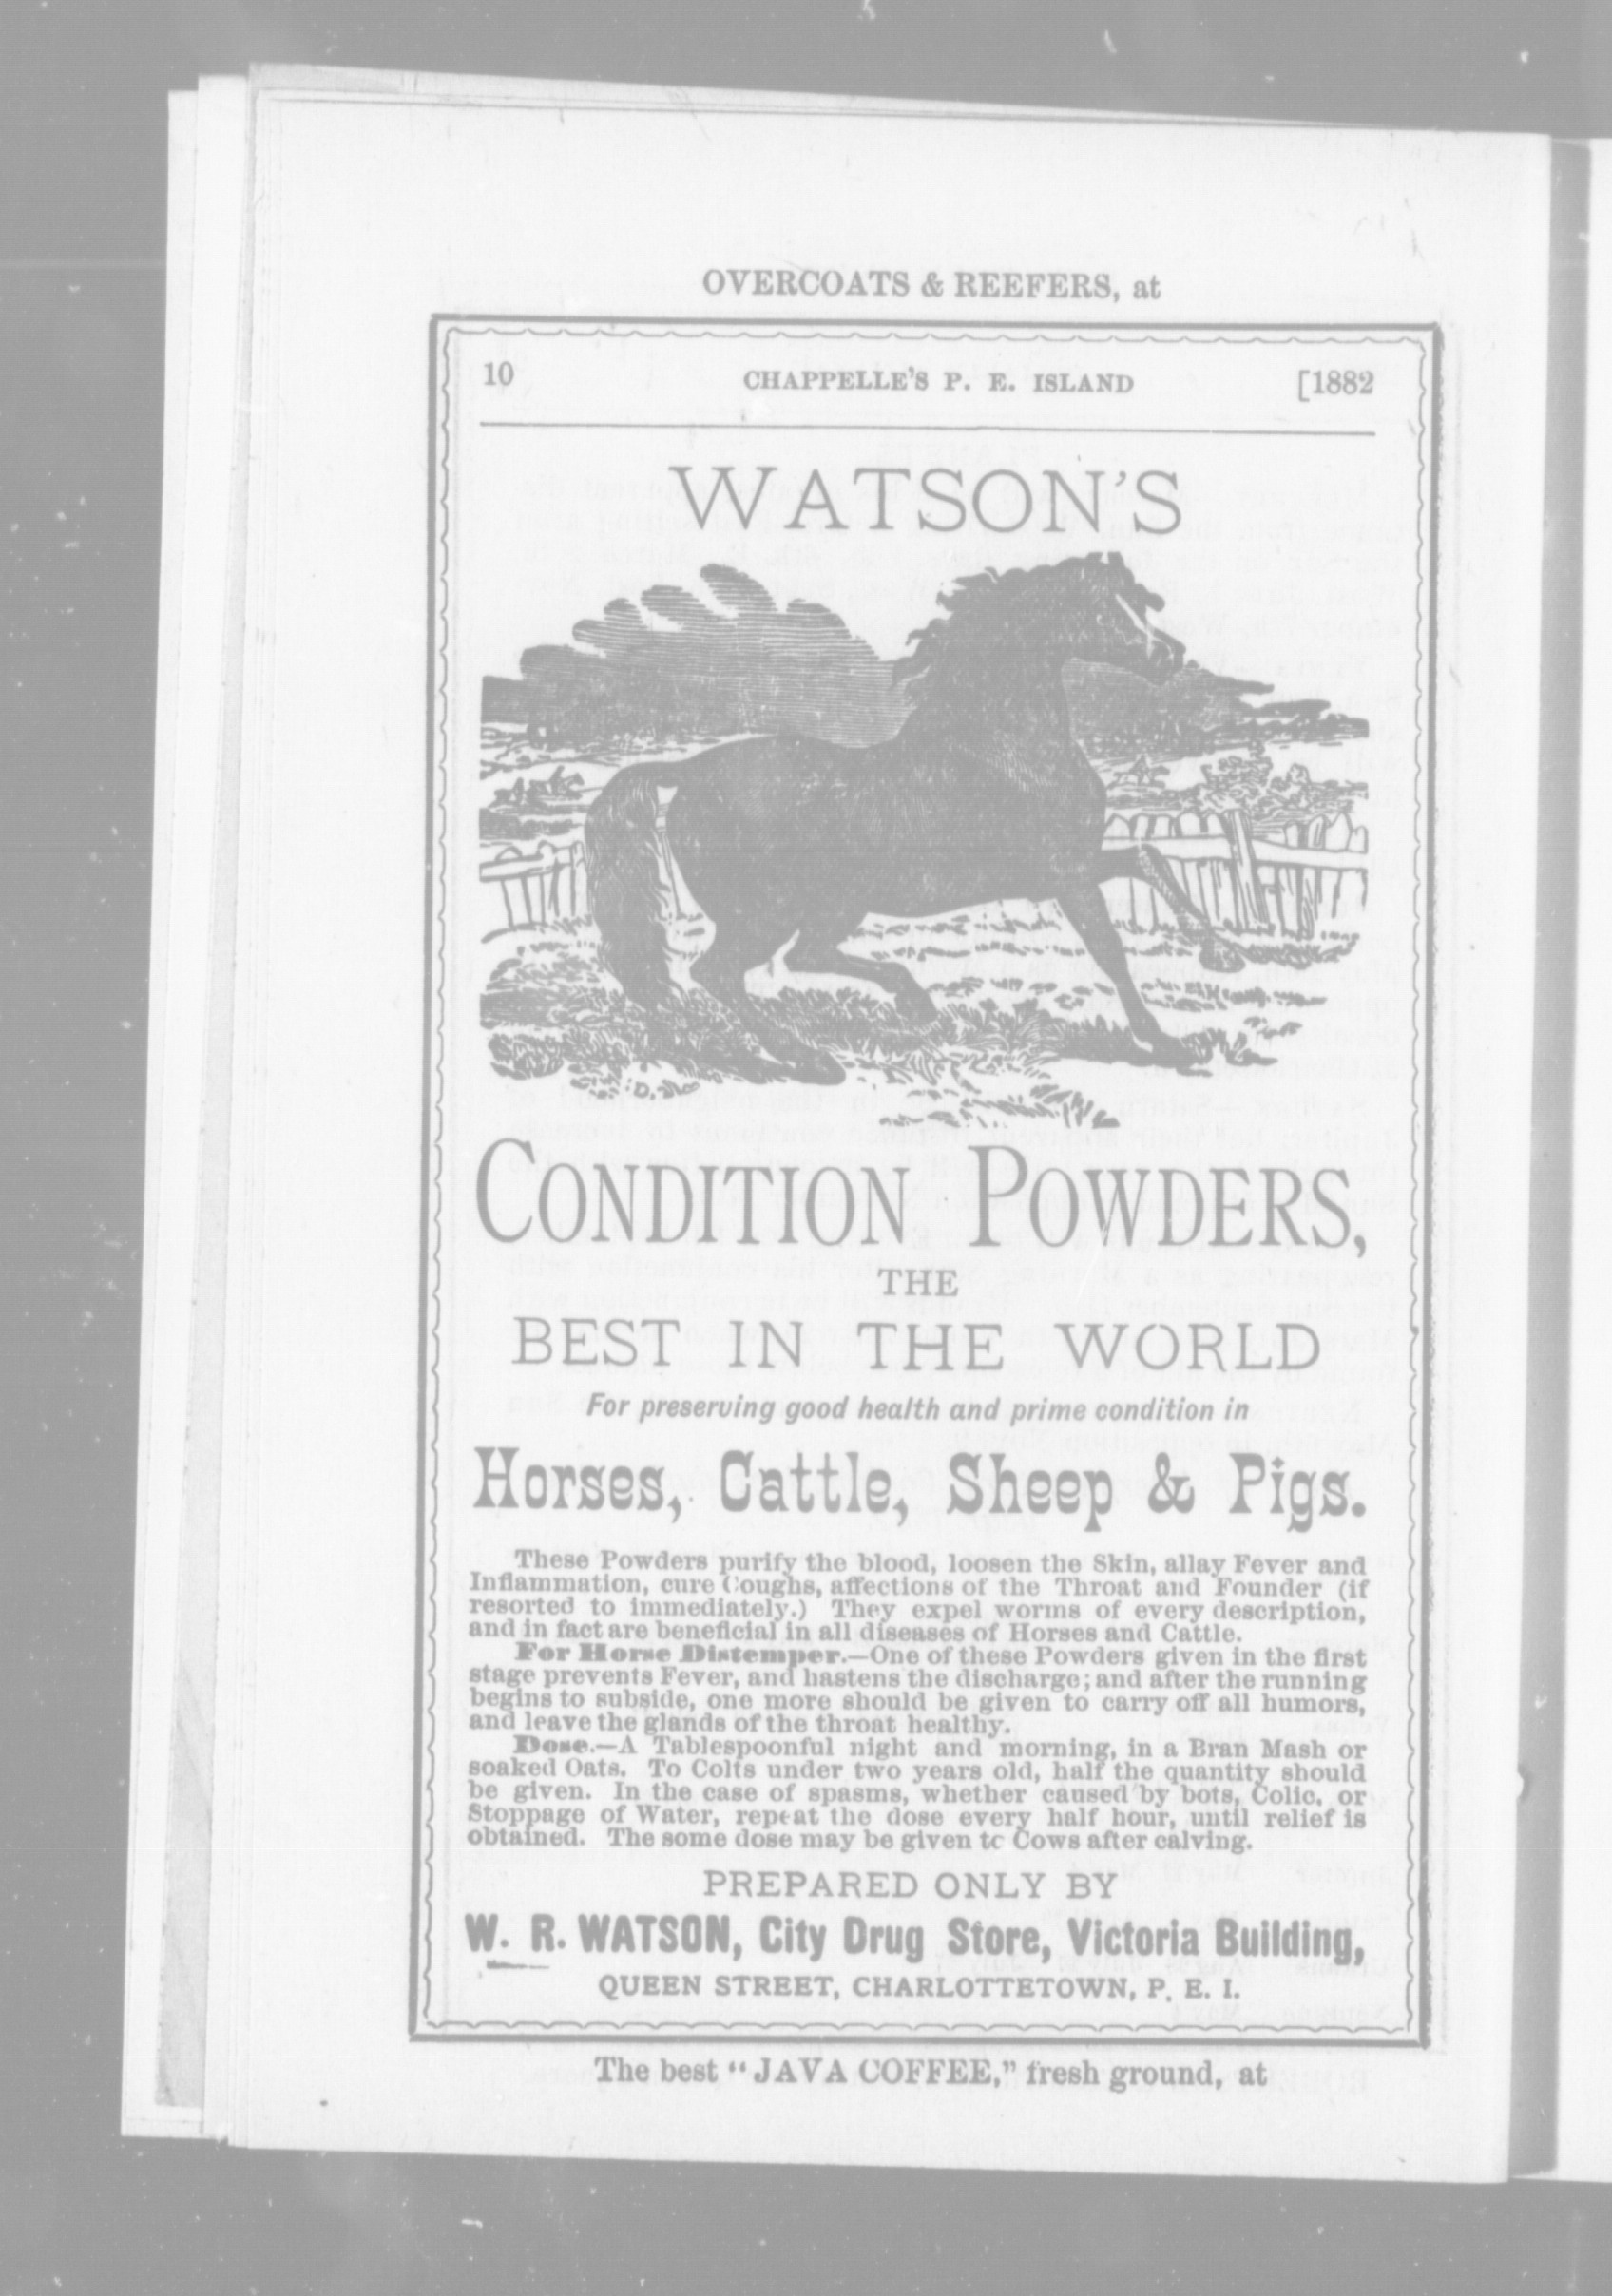 OVERCOATS & REEFERS, at
10 CHAPPELLE'S P. E. ISLAND [1882
WATSON'S
CONDITION POWDERS,
THE
BEST IN THE WORLD
For preserving good health and prime condition in
Horses, Cattle, Sheep & Pigs.
These Powders purify the blood, loosen the Skin, allay Fever and
Inflammation, cure Coughs, affections of the Throat and Founder (if
resorted to immediately.) They expel worms of every description,
and in fact are beneficial in all diseases of Horses and Cattle.
For Horse Distemper.—One of these Powders given in the first
stage prevents Fever, and hastens the discharge; and after the running
begins to subside, one more should be given to carry off all humors,
and leave the glands of the throat healthy.
Dose.—A Tablespoonful night and morning, in a Bran Mash or
soaked Oats. To Colts under two years old, half the quantity should
be given. In the case of spasms, whether caused by bots, Colic, or
Stoppage of Water, repeat the dose every half hour, until relief is
obtained. The some dose may be given to Cows after calving.
PREPARED ONLY BY
W. R. WATSON, City Drug Store, Victoria Building,
QUEEN STREET, CHARLOTTETOWN, P. E. I.
The best "JAVA COFFEE," fresh ground, at